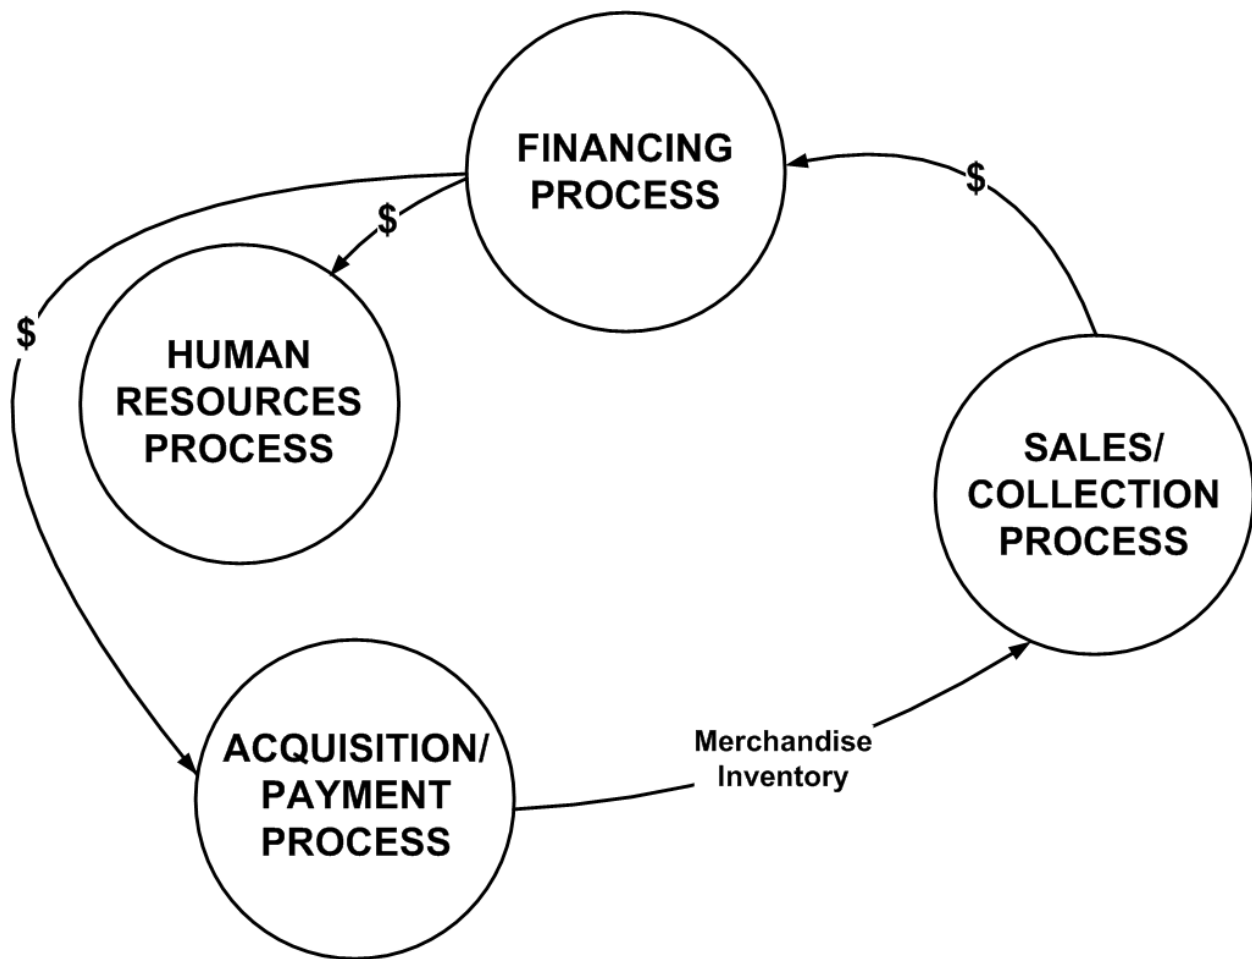 FINANCING
PROCESS
$
$
$
HUMAN
RESOURCES
PROCESS
SALES/
COLLECTION
PROCESS
ACQUISITION/
PAYMENT
PROCESS
Merchandise
Inventory